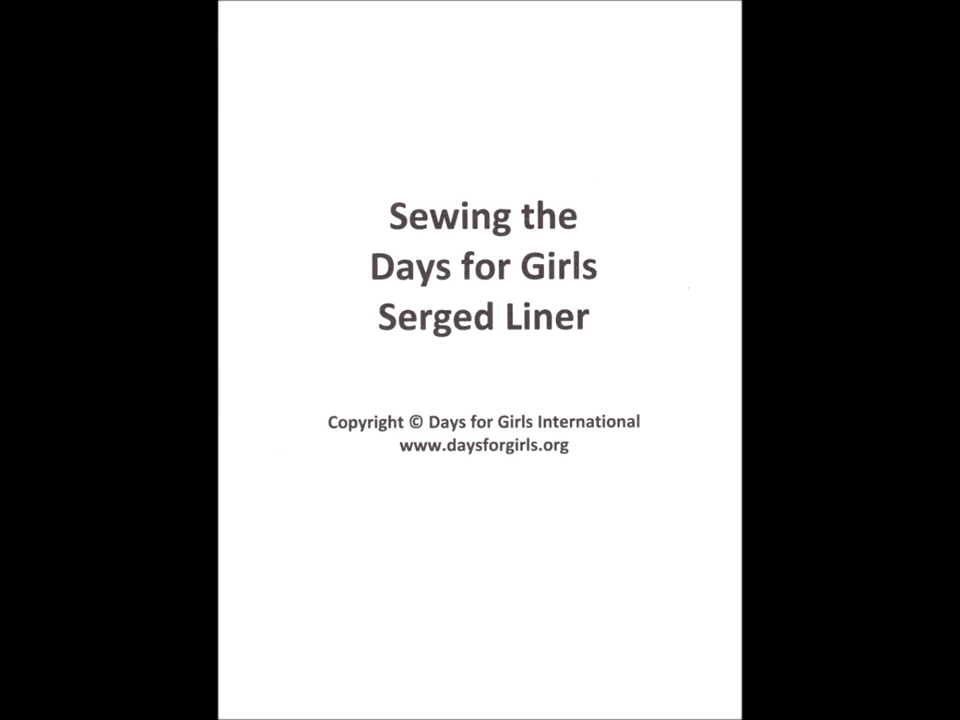 Sewing the
Days for Girls
Serged Liner
Copyright © Days for Girls International
www.daysforgirls.org